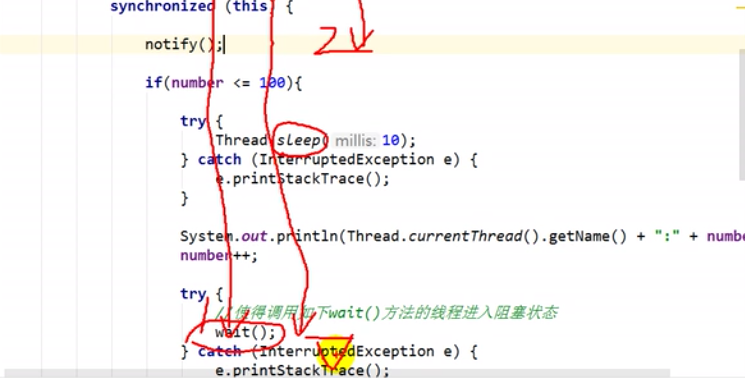 synchronized (this) {
notify();
if(number <= 100){
try {
Thread.sleep( millis: 10);
} catch (InterruptedException e) {
e.printStackTrace();
}
System.out.println(Thread.currentThread().getName() + ":" + numbe
number++;
try {
//使得调用如下wait()方法的线程进入阻塞状态
wait();
} catch (InterruptedException e) {
e.printStackTrace();